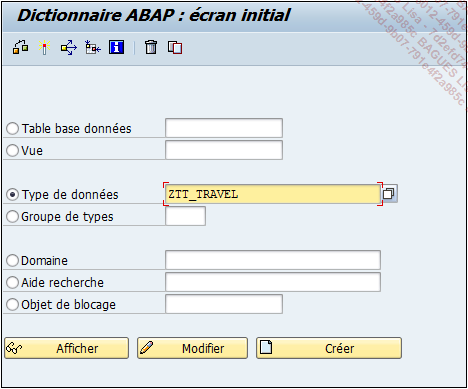 Dictionnaire ABAP : écran initial
Table base données
Vue
Type de données ZTT_TRAVEL
Groupe de types
Domaine
Aide recherche
Objet de blocage
Afficher Modifier Créer